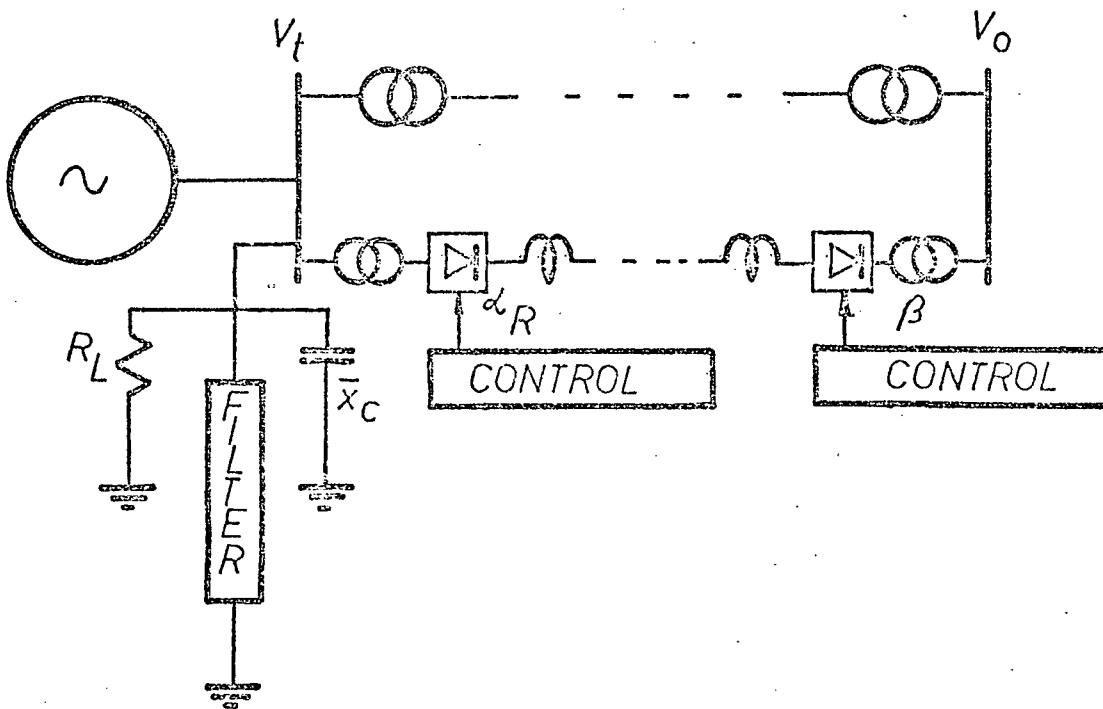 V_t
V_o
~
α_R
β
R_L
x̄_C
CONTROL
CONTROL
FILTER